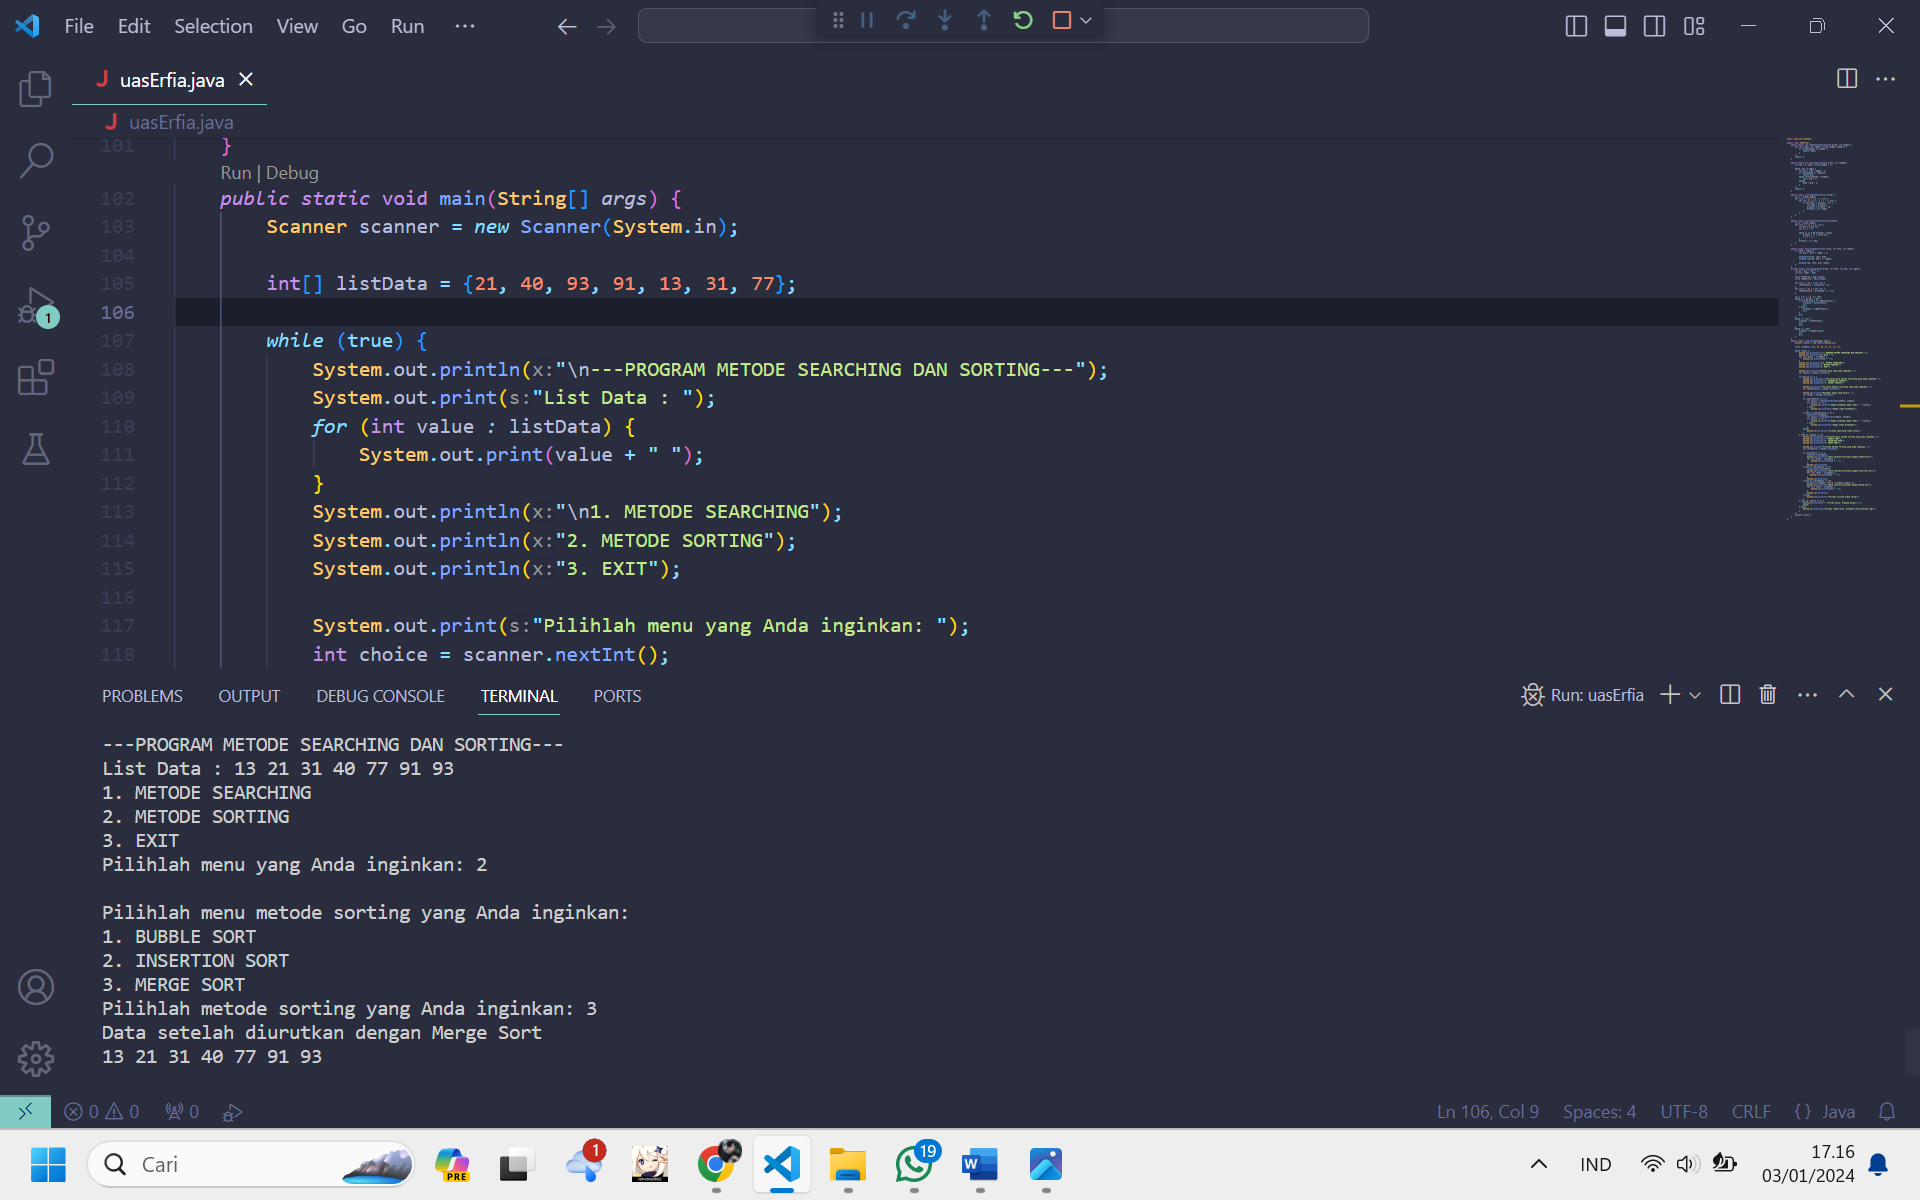 File Edit Selection View Go Run ...
uasErfia.java
uasErfia.java
101 }
Run | Debug
102 public static void main(String[] args) {
103 Scanner scanner = new Scanner(System.in);
104
105 int[] listData = {21, 40, 93, 91, 13, 31, 77};
106
107 while (true) {
108 System.out.println(x:"\n---PROGRAM METODE SEARCHING DAN SORTING---");
109 System.out.print(s:"List Data : ");
110 for (int value : listData) {
111 System.out.print(value + " ");
112 }
113 System.out.println(x:"\n1. METODE SEARCHING");
114 System.out.println(x:"2. METODE SORTING");
115 System.out.println(x:"3. EXIT");
116
117 System.out.print(s:"Pilihlah menu yang Anda inginkan: ");
118 int choice = scanner.nextInt();
1
PROBLEMS OUTPUT DEBUG CONSOLE TERMINAL PORTS Run: uasErfia
---PROGRAM METODE SEARCHING DAN SORTING---
List Data : 13 21 31 40 77 91 93
1. METODE SEARCHING
2. METODE SORTING
3. EXIT
Pilihlah menu yang Anda inginkan: 2
Pilihlah menu metode sorting yang Anda inginkan:
1. BUBBLE SORT
2. INSERTION SORT
3. MERGE SORT
Pilihlah metode sorting yang Anda inginkan: 3
Data setelah diurutkan dengan Merge Sort
13 21 31 40 77 91 93
0 0 0 Ln 106, Col 9 Spaces: 4 UTF-8 CRLF {} Java
Cari PRE 1 19 W IND 17.16
03/01/2024